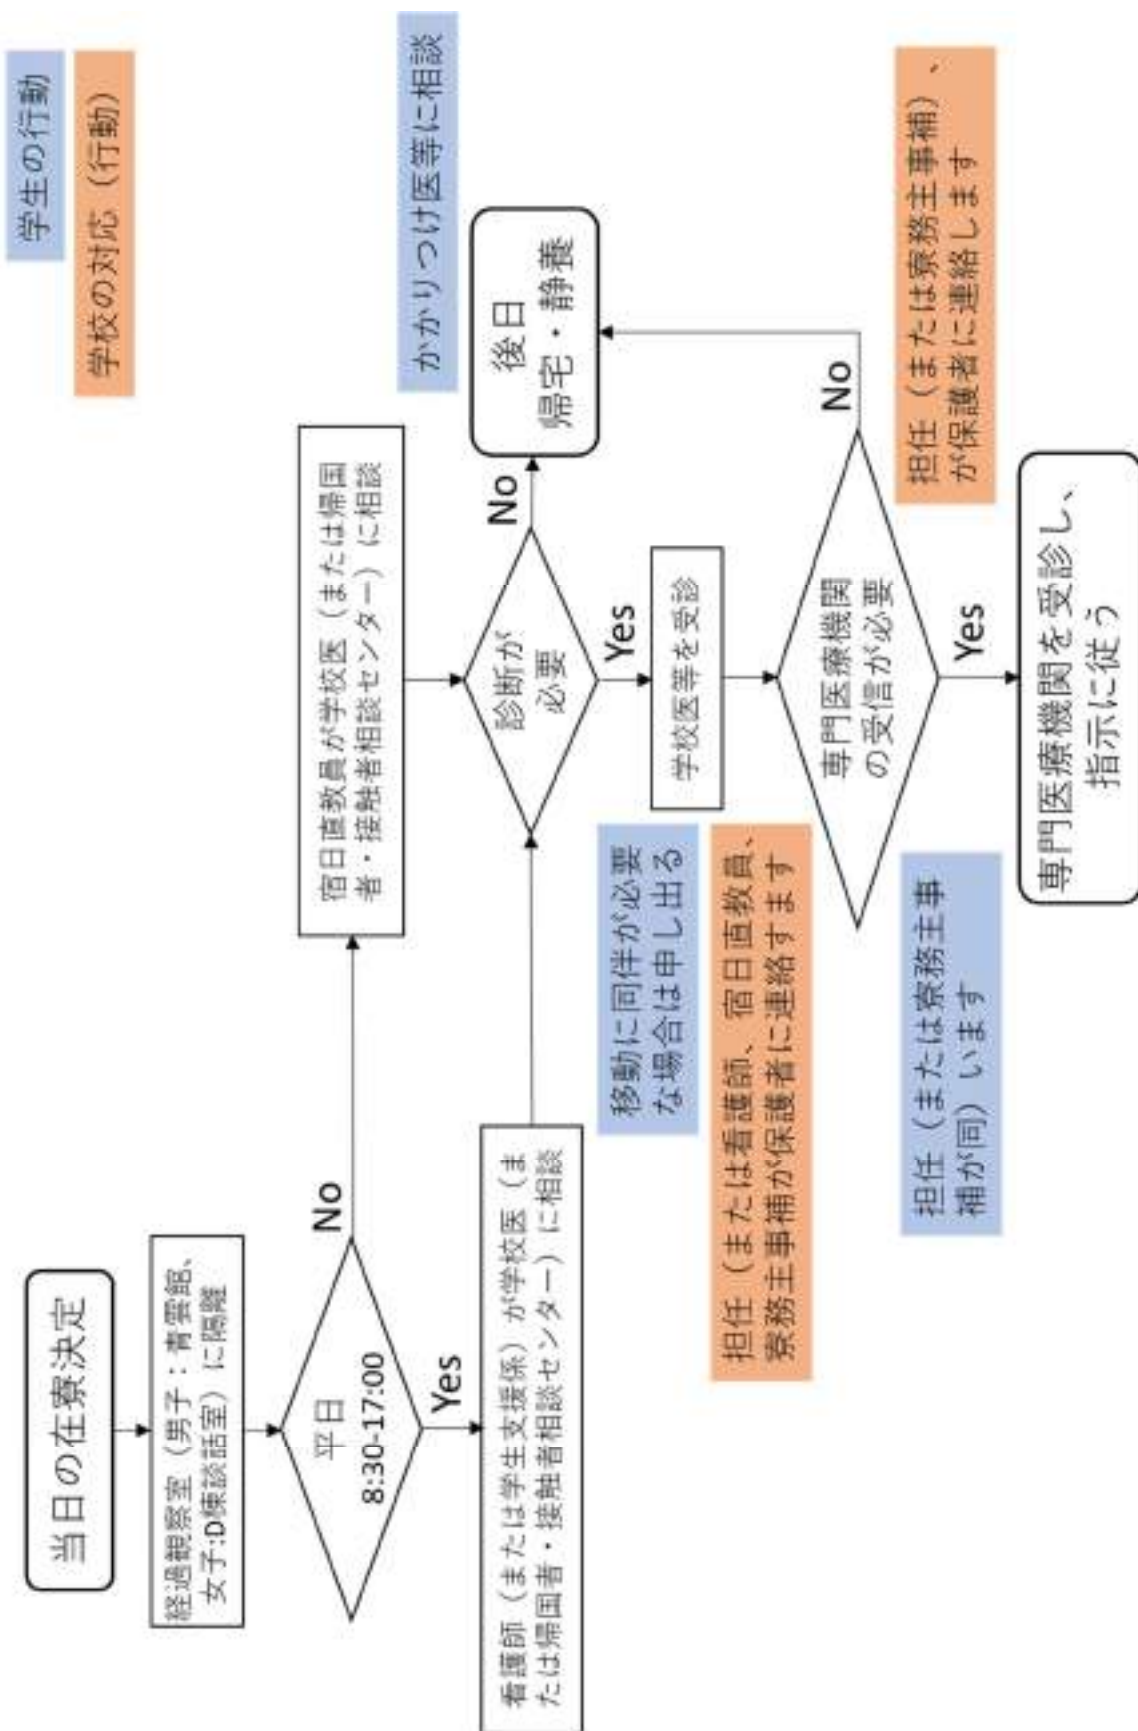 学生の行動
学校の対応（行動）
当日の在寮決定
経過観察室（男子：青雲館、
女子:D棟談話室）に隔離
平日
8:30-17:00
No
Yes
宿日直教員が学校医（または帰国
者・接触者相談センター）に相談
看護師（または学生支援係）が学校医（ま
たは帰国者・接触者相談センター）に相談
診断が
必要
No
Yes
かかりつけ医等に相談
後日
帰宅・静養
移動に同伴が必要
な場合は申し出る
学校医等を受診
担任（または看護師、宿日直教員、
寮務主事補が保護者に連絡すます
専門医療機関
の受信が必要
No
Yes
担任（または寮務主事
補が同）います
担任（または寮務主事補）、
が保護者に連絡します
専門医療機関を受診し、
指示に従う